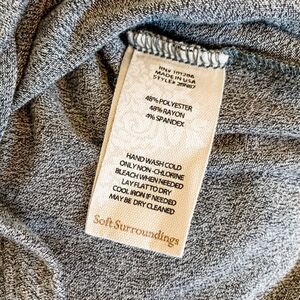 MADE IN USA
48% POLYESTER
48% RAYON
4% SPANDEX
HAND WASH COLD
ONLY NON-CHLORINE
BLEACH WHEN NEEDED
LAY FLAT TO DRY
COOL IRON IF NEEDED
MAY BE DRY CLEANED
Soft Surroundings